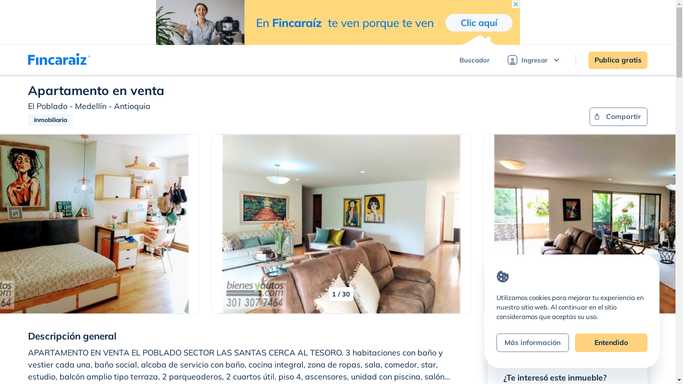 En Fincaraíz te ven porque te ven
Clic aquí
Fincaraíz
Buscador
Ingresar
Publica gratis
Apartamento en venta
El Poblado - Medellín - Antioquia
Inmobiliaria
Compartir
bienesyautos
301 307 7464
1 / 30
Utilizamos cookies para mejorar tu experiencia en
nuestro sitio web. Al continuar en el sitio
consideramos que aceptas su uso.
Más información
Entendido
Descripción general
APARTAMENTO EN VENTA EL POBLADO SECTOR LAS SANTAS CERCA AL TESORO. 3 habitaciones con baño y
vestier cada una, baño social, alcoba de servicio con baño, cocina integral, zona de ropas, sala, comedor, star,
estudio, balcón amplio tipo terraza, 2 parqueaderos, 2 cuartos útil, piso 4, ascensores, unidad con piscina, salón...
¿Te interesó este inmueble?